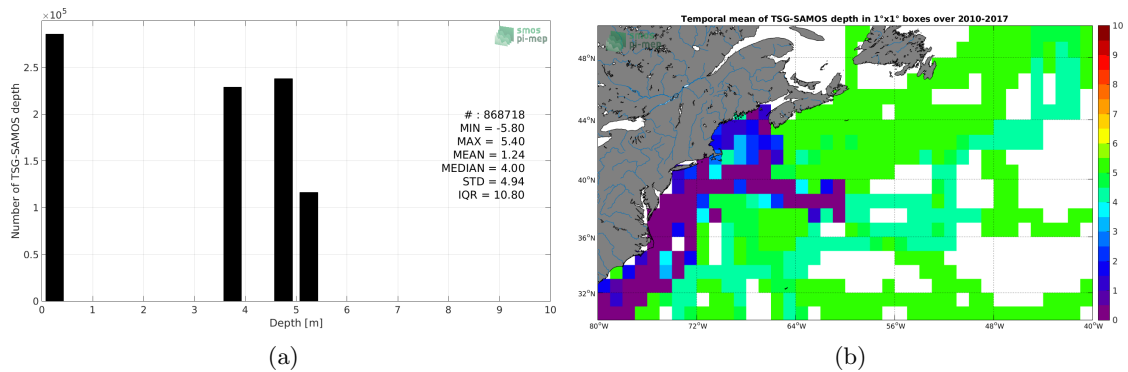 ×10⁵
smos
pi-mep
2.5
2
1.5
1
0.5
0
Number of TSG-SAMOS depth
# : 868718
MIN = -5.80
MAX = 5.40
MEAN = 1.24
MEDIAN = 4.00
STD = 4.94
IQR = 10.80
0 1 2 3 4 5 6 7 8 9 10
Depth [m]
(a)
Temporal mean of TSG-SAMOS depth in 1°x1° boxes over 2010-2017
smos
pi-mep
48°N
44°N
40°N
36°N
32°N
80°W 72°W 64°W 56°W 48°W 40°W
10
9
8
7
6
5
4
3
2
1
0
(b)